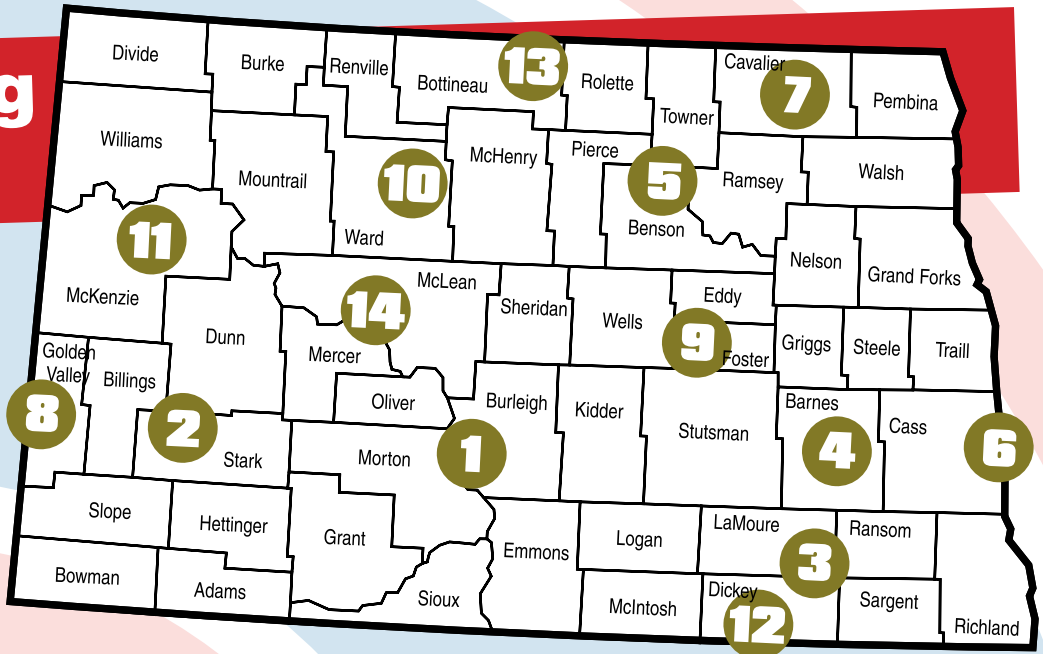 g
Divide
Burke
Renville
Bottineau
13
Rolette
Towner
Cavalier
7
Pembina
Williams
Mountrail
10
Ward
McHenry
Pierce
5
Benson
Ramsey
Walsh
11
McKenzie
Nelson
Grand Forks
McLean
14
Sheridan
Wells
Eddy
9
Foster
Griggs
Steele
Traill
Golden
Valley
8
Billings
Dunn
Mercer
Oliver
2
Stark
Morton
1
Burleigh
Kidder
Stutsman
Barnes
4
Cass
6
Slope
Hettinger
Grant
Emmons
Logan
LaMoure
3
Ransom
Bowman
Adams
Sioux
McIntosh
Dickey
12
Sargent
Richland